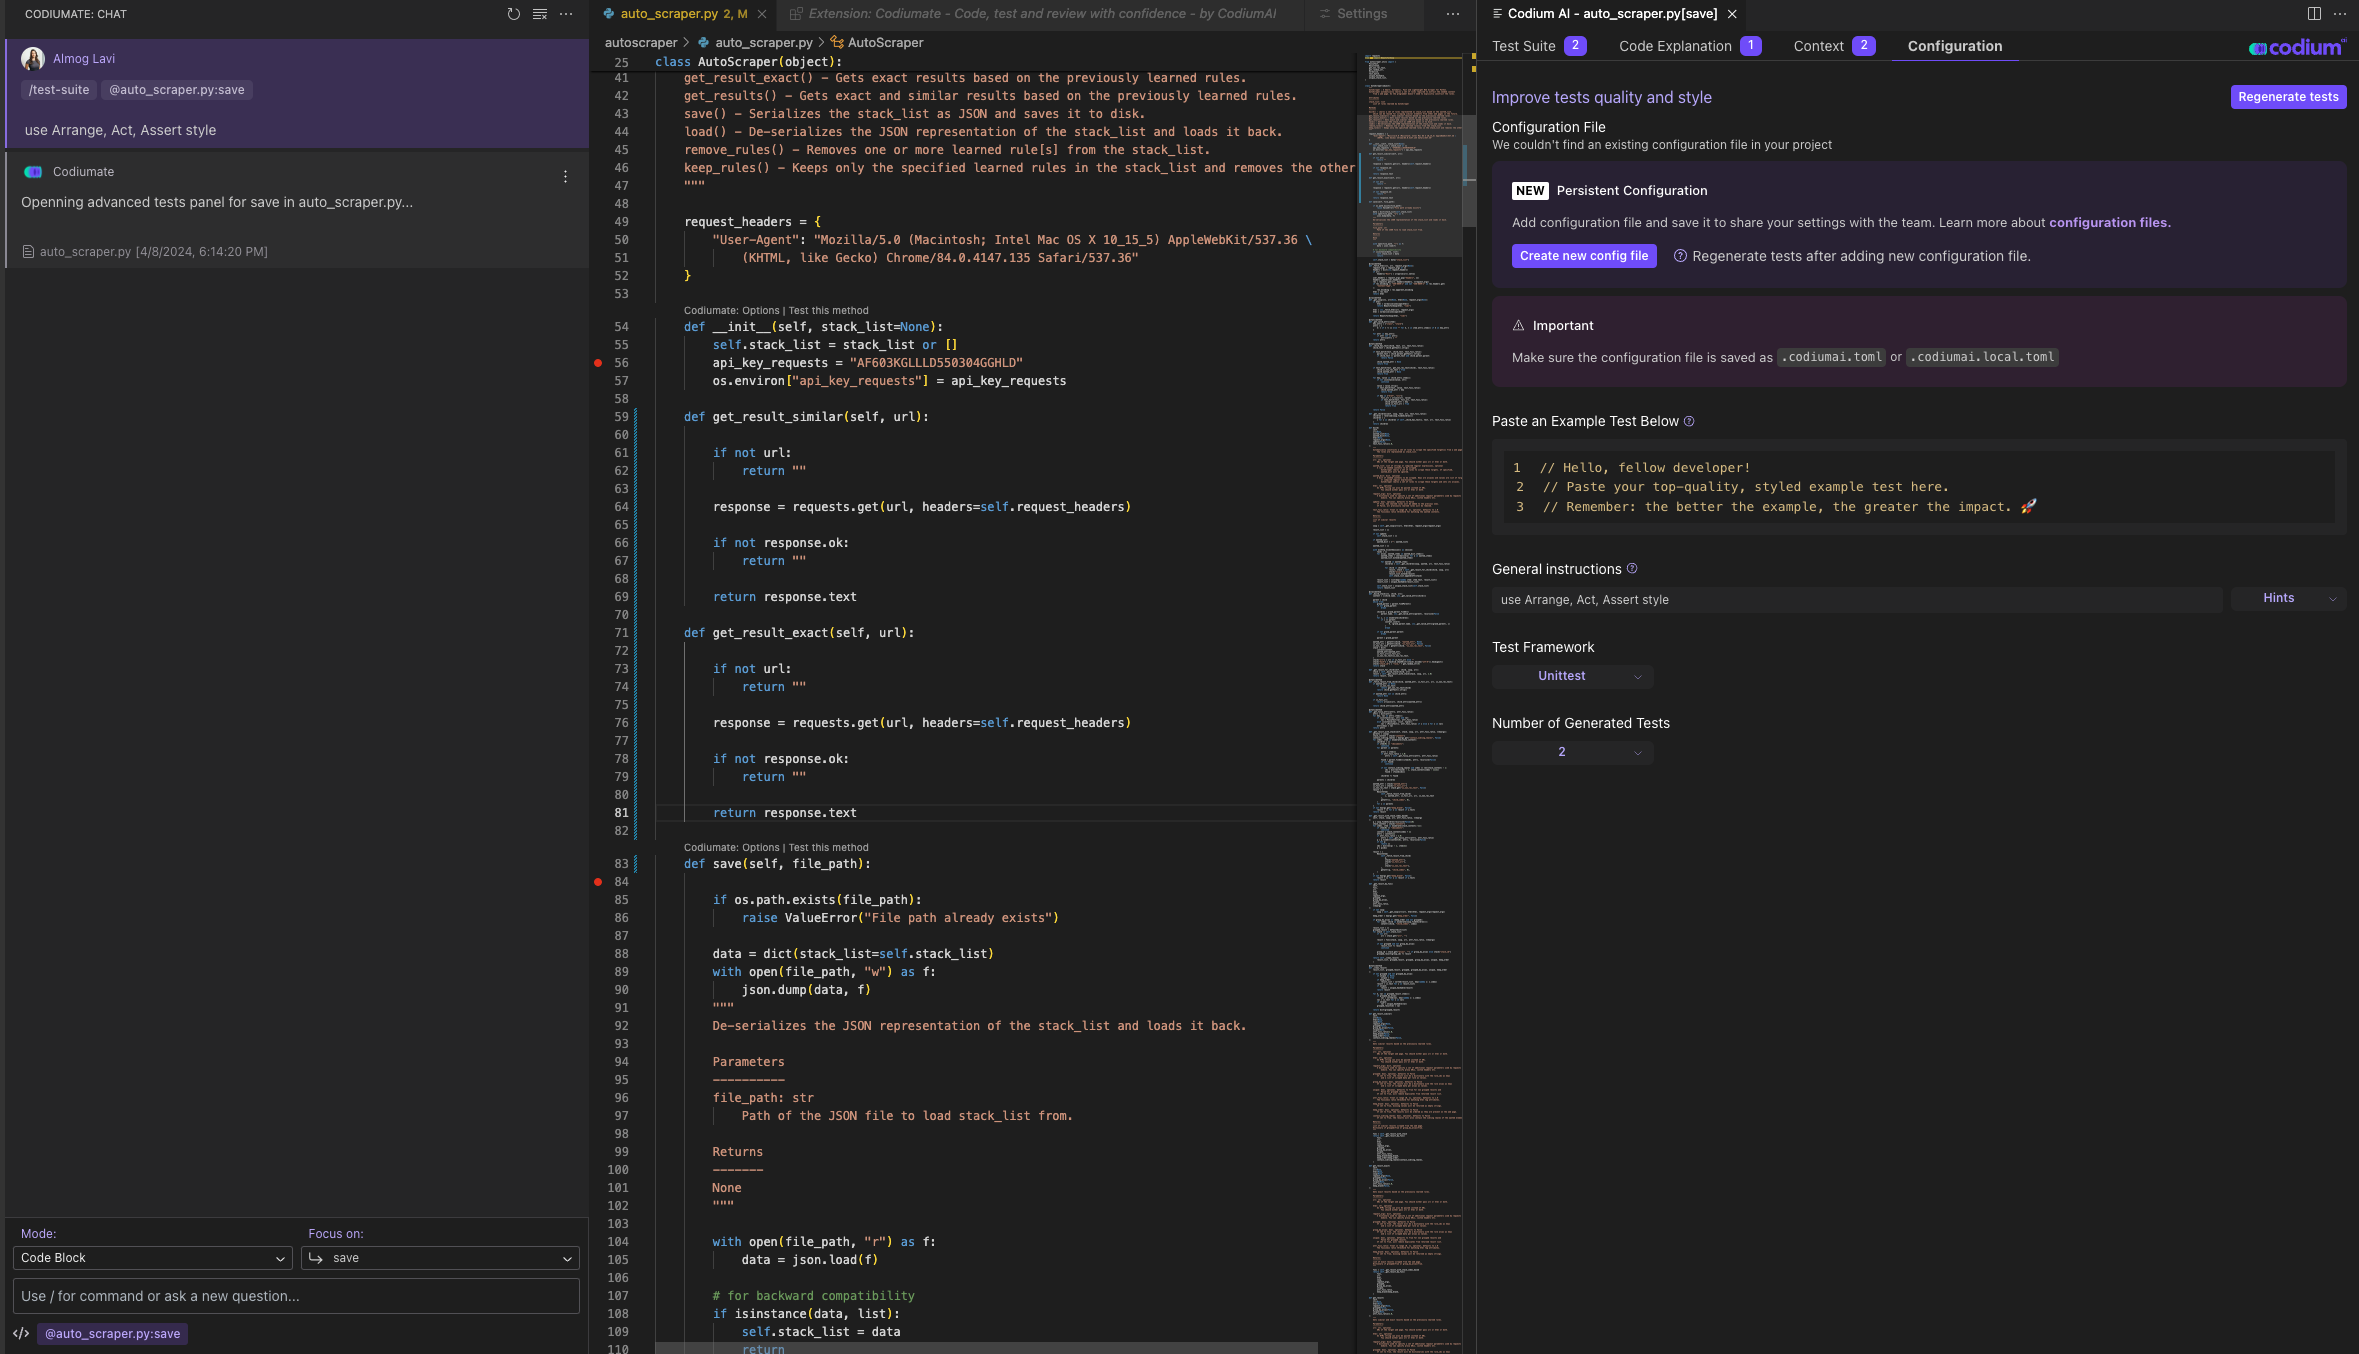 CODIUMATE: CHAT
Almog Lavi
/test-suite @auto_scraper.py:save
use Arrange, Act, Assert style
Codiumate
Openning advanced tests panel for save in auto_scraper.py...
auto_scraper.py [4/8/2024, 6:14:20 PM]
Mode:
Focus on:
Code Block
save
Use / for command or ask a new question...
@auto_scraper.py:save
auto_scraper.py 2, M
Extension: Codiumate - Code, test and review with confidence - by CodiumAI
Settings
autoscraper > auto_scraper.py > AutoScraper
25 class AutoScraper(object):
41 get_result_exact() - Gets exact results based on the previously learned rules.
42 get_results() - Gets exact and similar results based on the previously learned rules.
43 save() - Serializes the stack_list as JSON and saves it to disk.
44 load() - De-serializes the JSON representation of the stack_list and loads it back.
45 remove_rules() - Removes one or more learned rule[s] from the stack_list.
46 keep_rules() - Keeps only the specified learned rules in the stack_list and removes the other
47 """
48
49 request_headers = {
50 "User-Agent": "Mozilla/5.0 (Macintosh; Intel Mac OS X 10_15_5) AppleWebKit/537.36 \
51 (KHTML, like Gecko) Chrome/84.0.4147.135 Safari/537.36"
52 }
53
Codiumate: Options | Test this method
54 def __init__(self, stack_list=None):
55 self.stack_list = stack_list or []
56 api_key_requests = "AF603KGLLLD550304GGHLD"
57 os.environ["api_key_requests"] = api_key_requests
58
59 def get_result_similar(self, url):
60
61 if not url:
62 return ""
63
64 response = requests.get(url, headers=self.request_headers)
65
66 if not response.ok:
67 return ""
68
69 return response.text
70
71 def get_result_exact(self, url):
72
73 if not url:
74 return ""
75
76 response = requests.get(url, headers=self.request_headers)
77
78 if not response.ok:
79 return ""
80
81 return response.text
82
Codiumate: Options | Test this method
83 def save(self, file_path):
84
85 if os.path.exists(file_path):
86 raise ValueError("File path already exists")
87
88 data = dict(stack_list=self.stack_list)
89 with open(file_path, "w") as f:
90 json.dump(data, f)
91 """
92 De-serializes the JSON representation of the stack_list and loads it back.
93
94 Parameters
95 ----------
96 file_path: str
97 Path of the JSON file to load stack_list from.
98
99 Returns
100 -------
101 None
102 """
103
104 with open(file_path, "r") as f:
105 data = json.load(f)
106
107 # for backward compatibility
108 if isinstance(data, list):
109 self.stack_list = data
110 return
Codium AI - auto_scraper.py[save]
Test Suite 2 Code Explanation 1 Context 2 Configuration
codium ai
Improve tests quality and style
Regenerate tests
Configuration File
We couldn't find an existing configuration file in your project
NEW Persistent Configuration
Add configuration file and save it to share your settings with the team. Learn more about configuration files.
Create new config file
Regenerate tests after adding new configuration file.
Important
Make sure the configuration file is saved as .codiumai.toml or .codiumai.local.toml
Paste an Example Test Below
1 // Hello, fellow developer!
2 // Paste your top-quality, styled example test here.
3 // Remember: the better the example, the greater the impact. 🚀
General instructions
use Arrange, Act, Assert style
Hints
Test Framework
Unittest
Number of Generated Tests
2